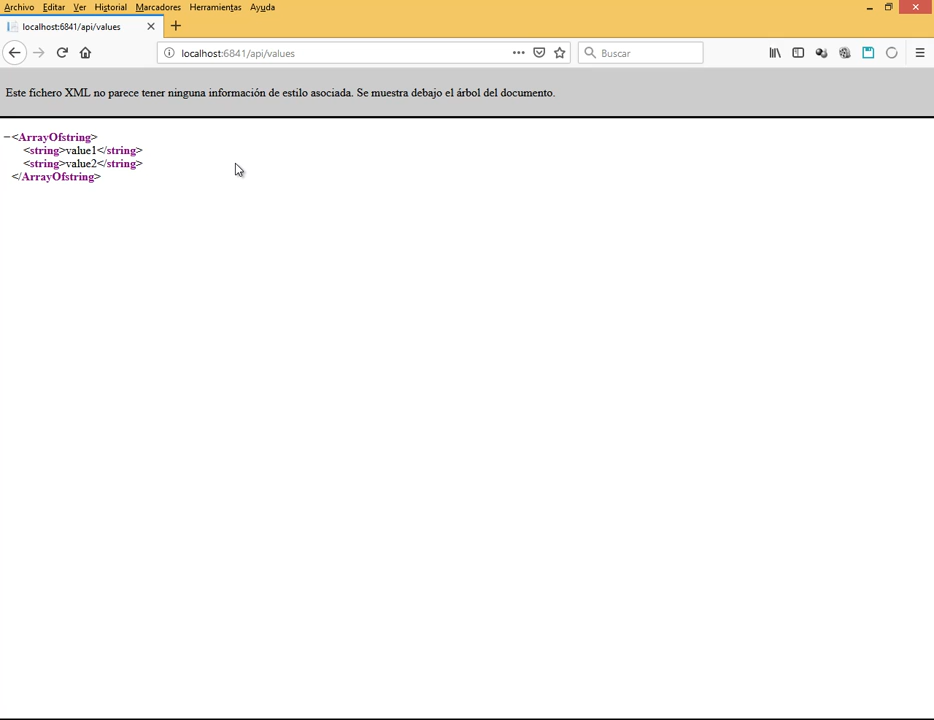 Archivo Editar Ver Historial Marcadores Herramientas Ayuda
localhost:6841/api/values
localhost:6841/api/values
Buscar
Este fichero XML no parece tener ninguna información de estilo asociada. Se muestra debajo el árbol del documento.
−<ArrayOfstring>
<string>value1</string>
<string>value2</string>
</ArrayOfstring>